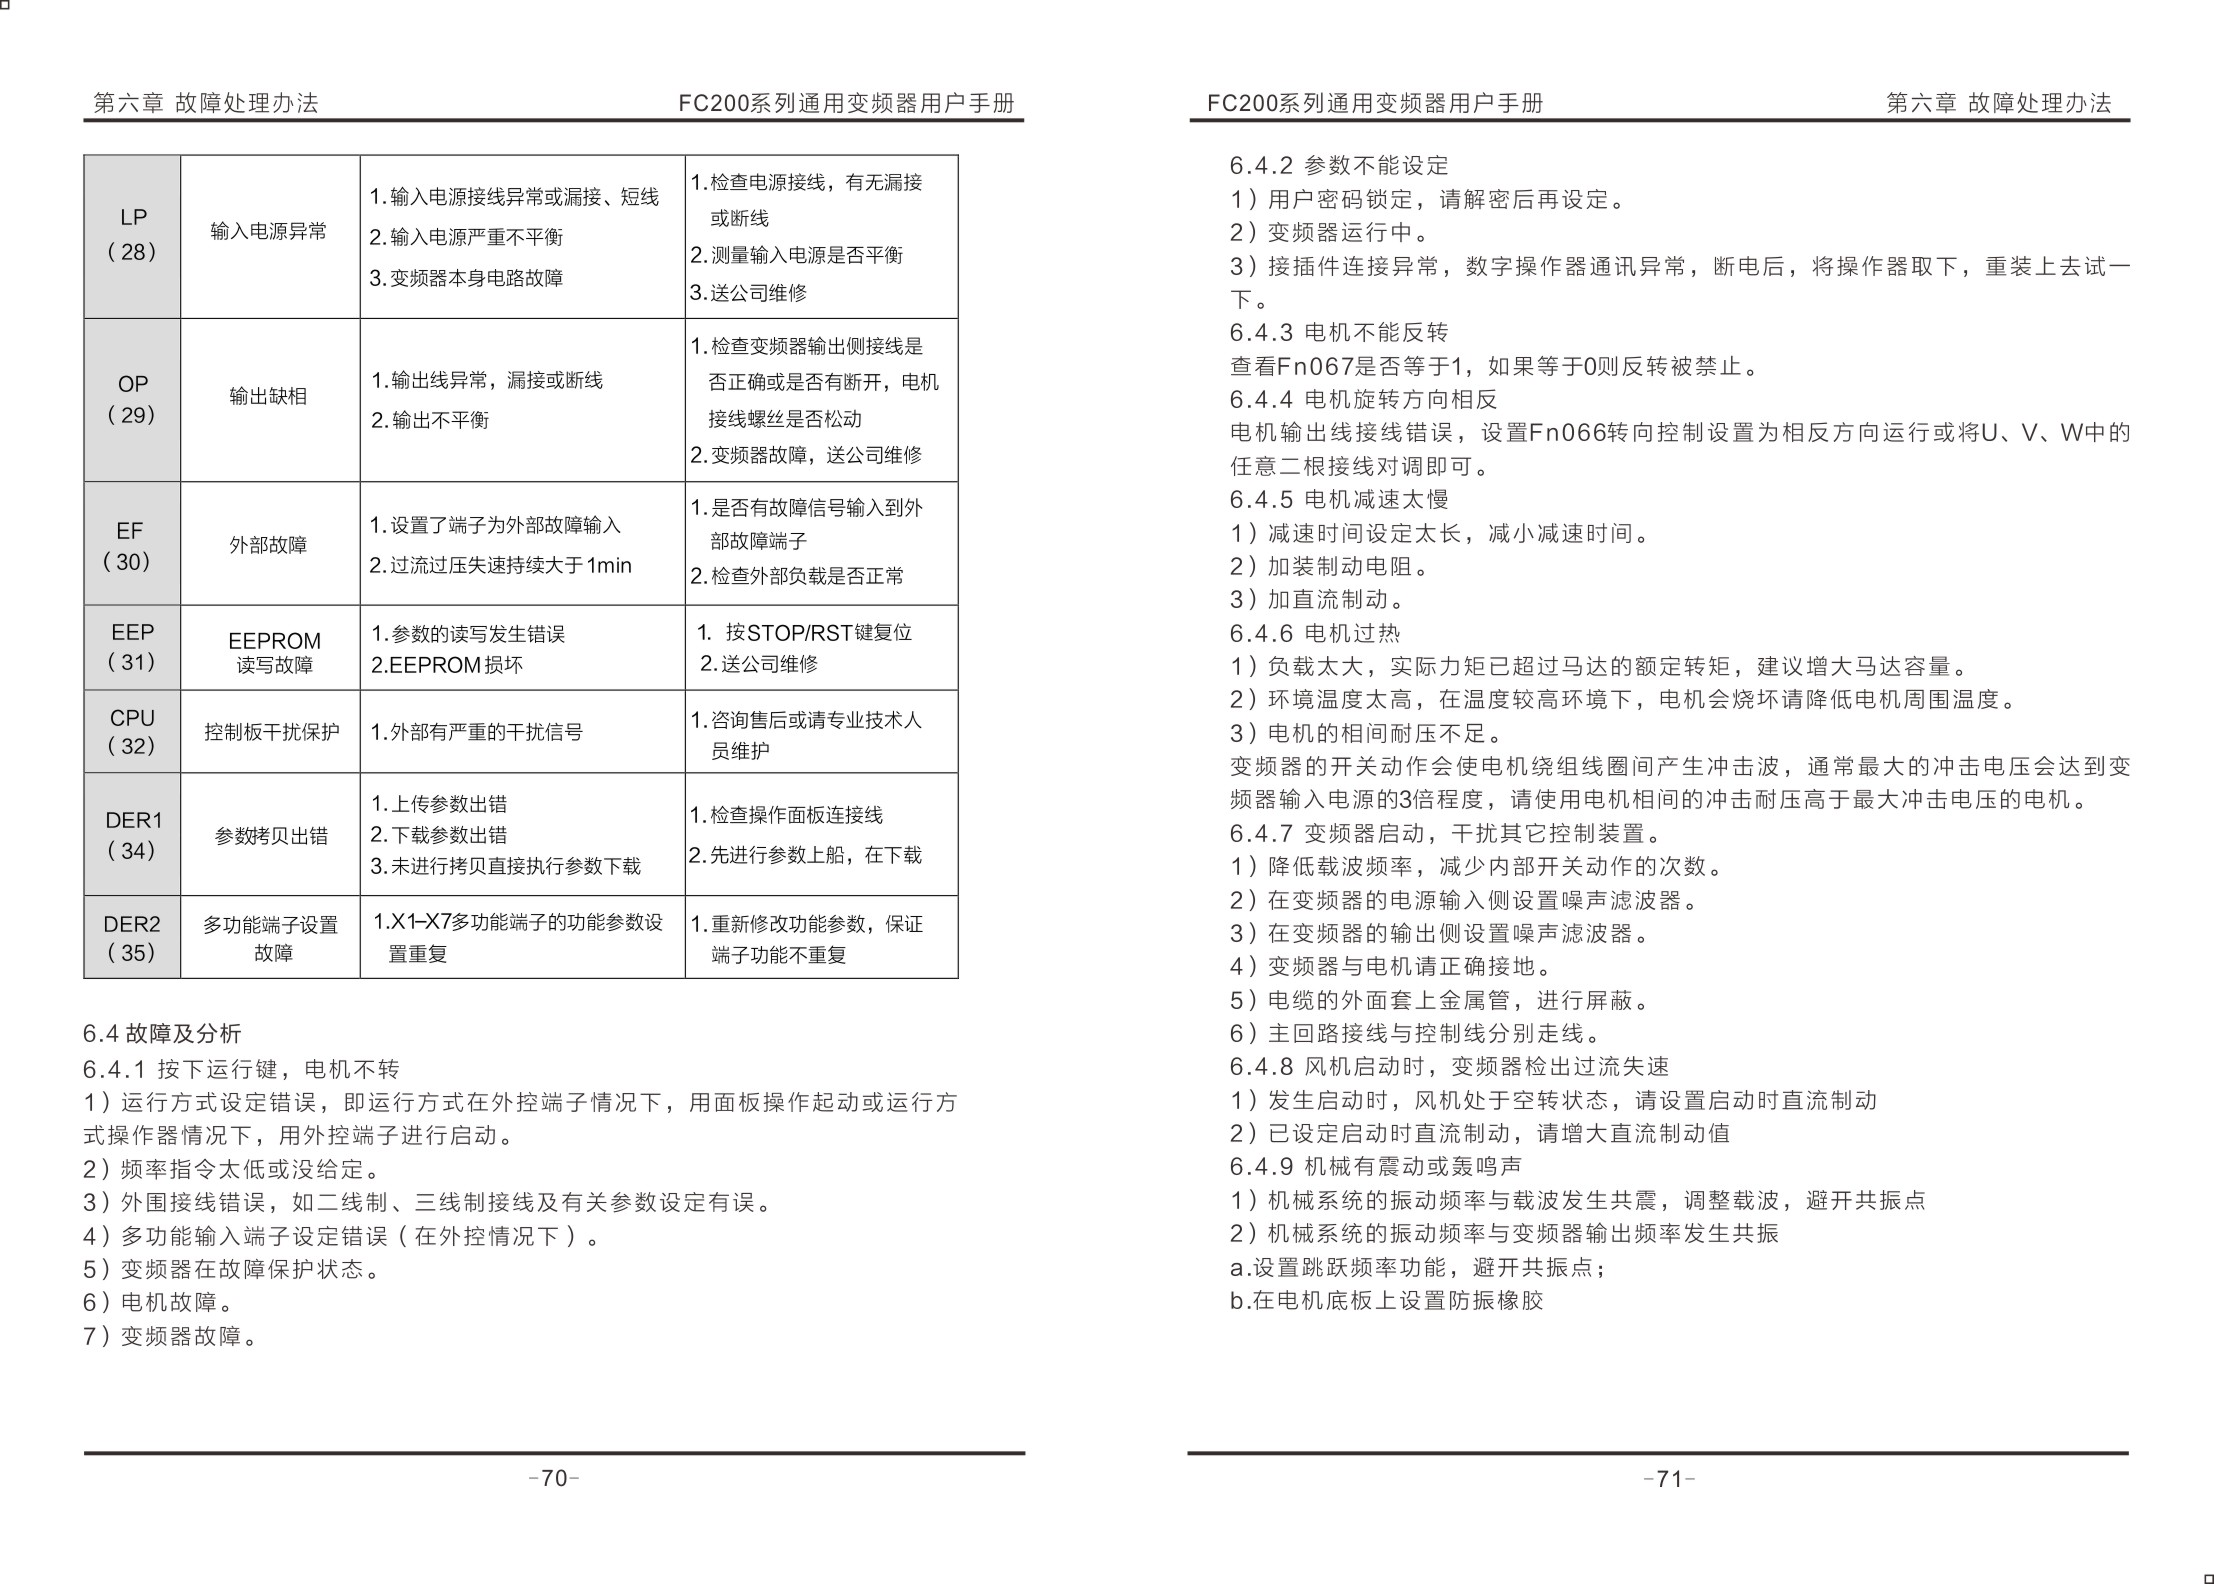 第六章 故障处理办法
FC200系列通用变频器用户手册
LP
（28）
输入电源异常
1.输入电源接线异常或漏接、短线
2.输入电源严重不平衡
3.变频器本身电路故障
1.检查电源接线，有无漏接
或断线
2.测量输入电源是否平衡
3.送公司维修
OP
（29）
输出缺相
1.输出线异常，漏接或断线
2.输出不平衡
1.检查变频器输出侧接线是
否正确或是否有断开，电机
接线螺丝是否松动
2.变频器故障，送公司维修
EF
（30）
外部故障
1.设置了端子为外部故障输入
2.过流过压失速持续大于1min
1.是否有故障信号输入到外
部故障端子
2.检查外部负载是否正常
EEP
（31）
EEPROM
读写故障
1.参数的读写发生错误
2.EEPROM损坏
1. 按STOP/RST键复位
2.送公司维修
CPU
（32）
控制板干扰保护
1.外部有严重的干扰信号
1.咨询售后或请专业技术人
员维护
DER1
（34）
参数拷贝出错
1.上传参数出错
2.下载参数出错
3.未进行拷贝直接执行参数下载
1.检查操作面板连接线
2.先进行参数上船，在下载
DER2
（35）
多功能端子设置
故障
1.X1–X7多功能端子的功能参数设
置重复
1.重新修改功能参数，保证
端子功能不重复
6.4 故障及分析
6.4.1 按下运行键，电机不转
1）运行方式设定错误，即运行方式在外控端子情况下，用面板操作起动或运行方
式操作器情况下，用外控端子进行启动。
2）频率指令太低或没给定。
3）外围接线错误，如二线制、三线制接线及有关参数设定有误。
4）多功能输入端子设定错误（在外控情况下）。
5）变频器在故障保护状态。
6）电机故障。
7）变频器故障。
-70-
FC200系列通用变频器用户手册
第六章 故障处理办法
6.4.2 参数不能设定
1）用户密码锁定，请解密后再设定。
2）变频器运行中。
3）接插件连接异常，数字操作器通讯异常，断电后，将操作器取下，重装上去试一
下。
6.4.3 电机不能反转
查看Fn067是否等于1，如果等于0则反转被禁止。
6.4.4 电机旋转方向相反
电机输出线接线错误，设置Fn066转向控制设置为相反方向运行或将U、V、W中的
任意二根接线对调即可。
6.4.5 电机减速太慢
1）减速时间设定太长，减小减速时间。
2）加装制动电阻。
3）加直流制动。
6.4.6 电机过热
1）负载太大，实际力矩已超过马达的额定转矩，建议增大马达容量。
2）环境温度太高，在温度较高环境下，电机会烧坏请降低电机周围温度。
3）电机的相间耐压不足。
变频器的开关动作会使电机绕组线圈间产生冲击波，通常最大的冲击电压会达到变
频器输入电源的3倍程度，请使用电机相间的冲击耐压高于最大冲击电压的电机。
6.4.7 变频器启动，干扰其它控制装置。
1）降低载波频率，减少内部开关动作的次数。
2）在变频器的电源输入侧设置噪声滤波器。
3）在变频器的输出侧设置噪声滤波器。
4）变频器与电机请正确接地。
5）电缆的外面套上金属管，进行屏蔽。
6）主回路接线与控制线分别走线。
6.4.8 风机启动时，变频器检出过流失速
1）发生启动时，风机处于空转状态，请设置启动时直流制动
2）已设定启动时直流制动，请增大直流制动值
6.4.9 机械有震动或轰鸣声
1）机械系统的振动频率与载波发生共震，调整载波，避开共振点
2）机械系统的振动频率与变频器输出频率发生共振
a.设置跳跃频率功能，避开共振点；
b.在电机底板上设置防振橡胶
-71-